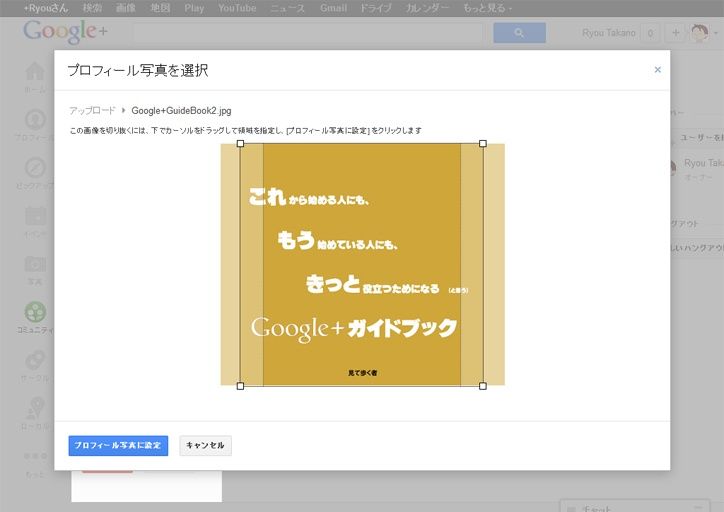 +Ryouさん 検索 画像 地図 Play YouTube ニュース Gmail ドライブ カレンダー もっと見る
Google+
Ryou Takano 0 +
プロフィール写真を選択 ×
ホーム
アップロード Google+GuideBook2.jpg
この画像を切り抜くには、下でカーソルをドラッグして領域を指定し、[プロフィール写真に設定] をクリックします
プロフィール
ユーザーを
これ から始める人にも、
Ryou Takano
オーナー
ピックアップ
もう 始めている人にも、
イベント
ハングアウト
しいハングアウ
写真
きっと 役立つためになる (と思う)
コミュニティ
Google+ ガイドブック
サークル
見て歩く者
ローカル
プロフィール写真に設定 キャンセル
もっと
チャット